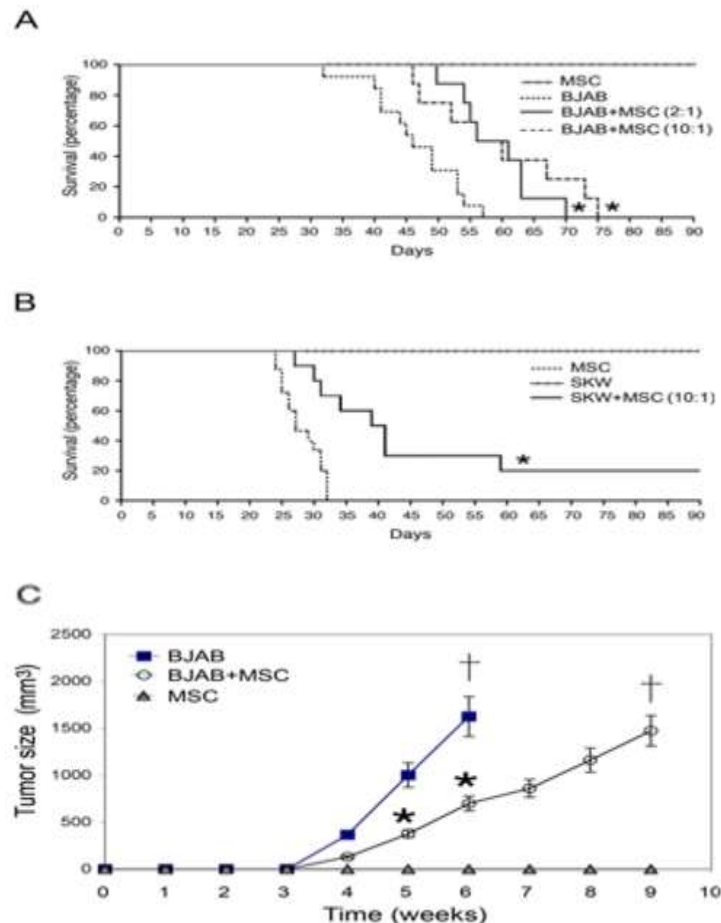 A
Survival (percentage)
100
80
60
40
20
0
MSC
BJAB
BJAB+MSC (2:1)
BJAB+MSC (10:1)
* *
0 5 10 15 20 25 30 35 40 45 50 55 60 65 70 75 80 85 90
Days
B
Survival (percentage)
100
80
60
40
20
0
MSC
SKW
SKW+MSC (10:1)
*
0 5 10 15 20 25 30 35 40 45 50 55 60 65 70 75 80 85 90
Days
C
Tumor size (mm³)
2500
2000
1500
1000
500
0
BJAB
BJAB+MSC
MSC
† †
* *
0 1 2 3 4 5 6 7 8 9 10
Time (weeks)